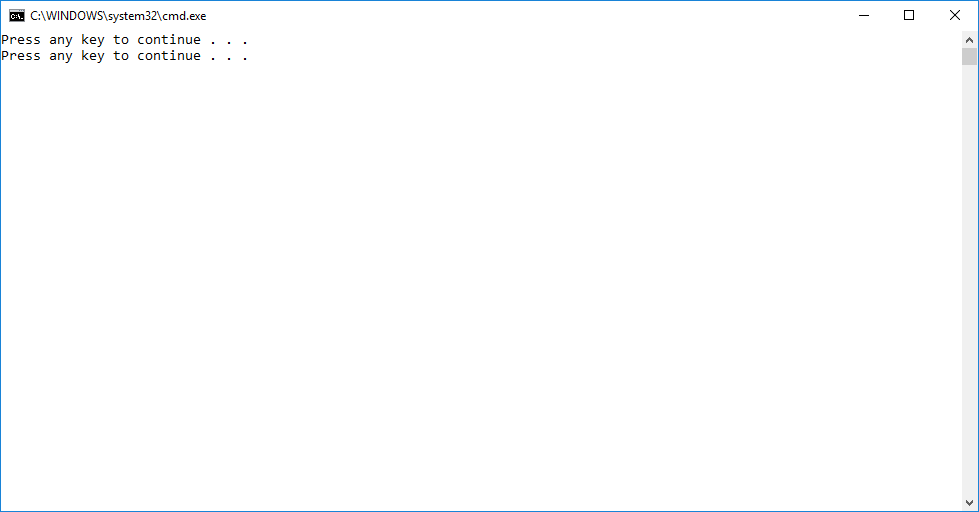 C:\WINDOWS\system32\cmd.exe
Press any key to continue . . .
Press any key to continue . . .